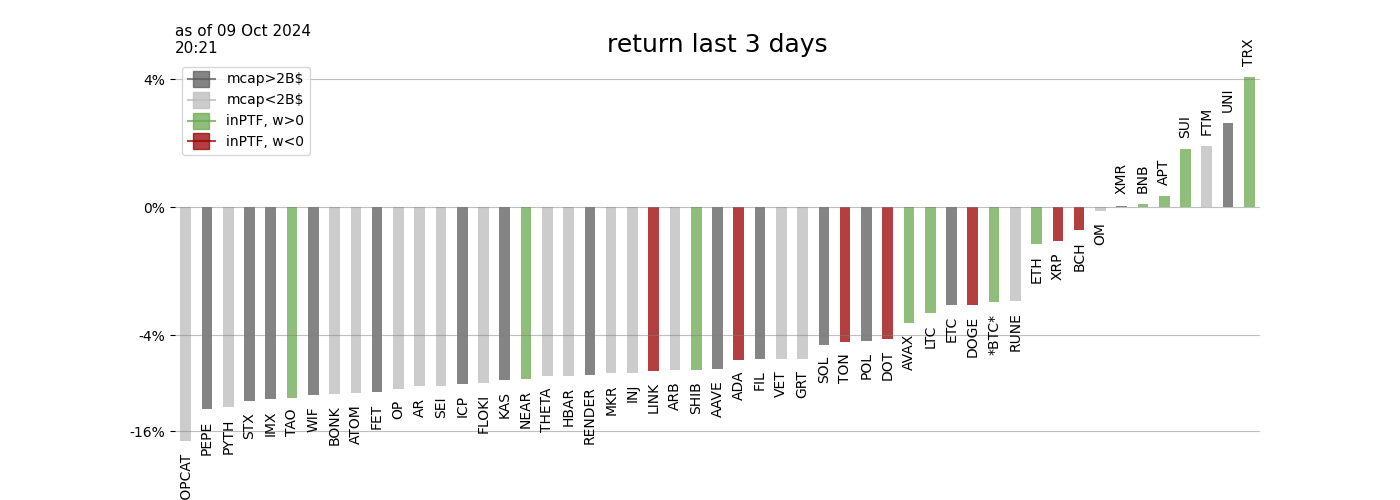 as of 09 Oct 2024
20:21
return last 3 days
mcap>2B$
mcap<2B$
inPTF, w>0
inPTF, w<0
4%
0%
-4%
-16%
OPCAT
PEPE
PYTH
STX
IMX
TAO
WIF
BONK
ATOM
FET
OP
AR
SEI
ICP
FLOKI
KAS
NEAR
THETA
HBAR
RENDER
MKR
INJ
LINK
ARB
SHIB
AAVE
ADA
FIL
VET
GRT
SOL
TON
POL
DOT
AVAX
LTC
ETC
DOGE
*BTC*
RUNE
ETH
XRP
BCH
OM
XMR
BNB
APT
SUI
FTM
UNI
TRX